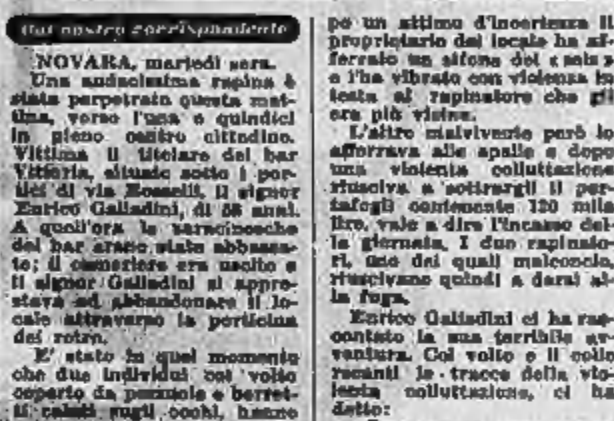 Dal nostro corrispondente
NOVARA, martedì sera.
Una audacissima rapina è
stata perpetrata questa mat-
tina, verso l'una e quindici
in pieno centro cittadino.
Vittima il titolare del bar
Vittoria, situato sotto i por-
tici di via Rosselli, il signor
Enrico Galladini, di 58 anni.
A quell'ora le saracinesche
del bar erano state abbassa-
te; il cameriere era uscito e
il signor Galladini si appre-
stava ad abbandonare il lo-
cale attraverso la porticina
del retro.
E' stato in quel momento
che due individui col volto
coperto da pezzuole e berret-
ti calati sugli occhi, hanno
po un attimo d'incertezza il
proprietario del locale ha af-
ferrato un sifone del
e l'ha vibrato con violenza in
testa al rapinatore che gli
era più vicino.
L'altro malvivente però lo
afferrava alle spalle e dopo
una violenta colluttazione
riusciva a sottrargli il por-
tafogli contenente 120 mila
lire, vale a dire l'incasso del-
la giornata. I due rapinato-
ri, uno dei quali malconcio,
riuscivano quindi a darsi al-
la fuga.
Enrico Galladini ci ha rac-
contato la sua terribile av-
ventura. Col volto e il collo
recanti le tracce della vio-
lenta colluttazione, ci ha
detto: